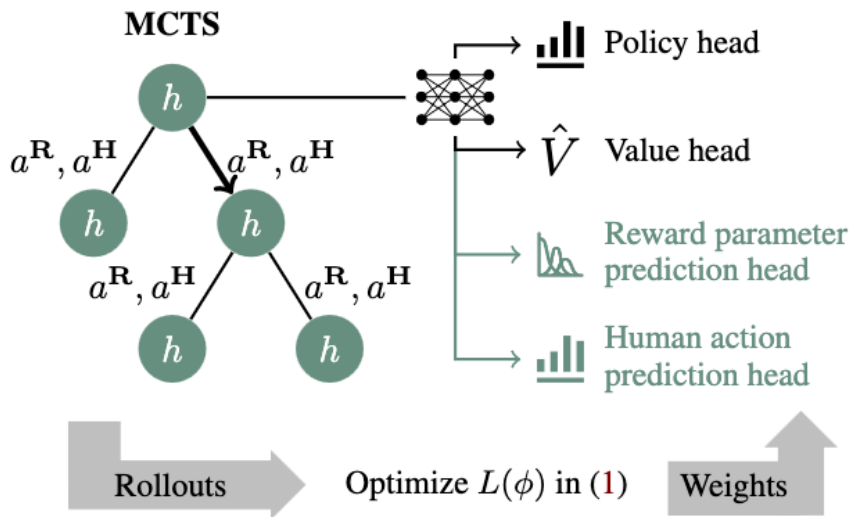 MCTS
h
Policy head
a^R, a^H
a^R, a^H
V̂
Value head
h
h
Reward parameter
prediction head
a^R, a^H
a^R, a^H
h
h
Human action
prediction head
Rollouts
Optimize L(ϕ) in (1)
Weights